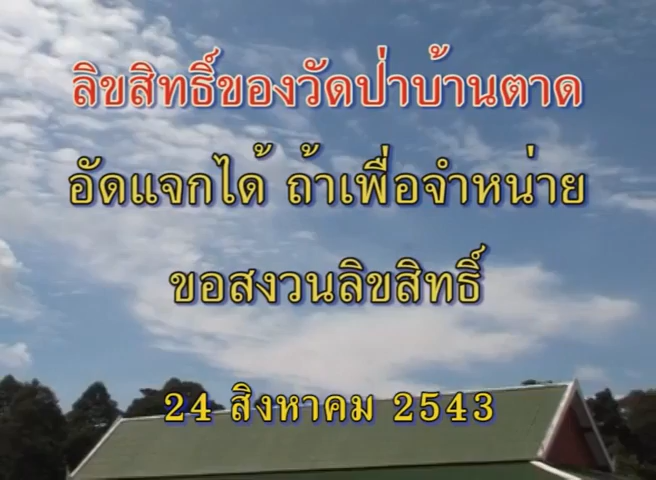 ลิขสิทธิ์ของวัดป่าบ้านตาด
อัดแจกได้ ถ้าเพื่อจำหน่าย
ขอสงวนลิขสิทธิ์
24 สิงหาคม 2543